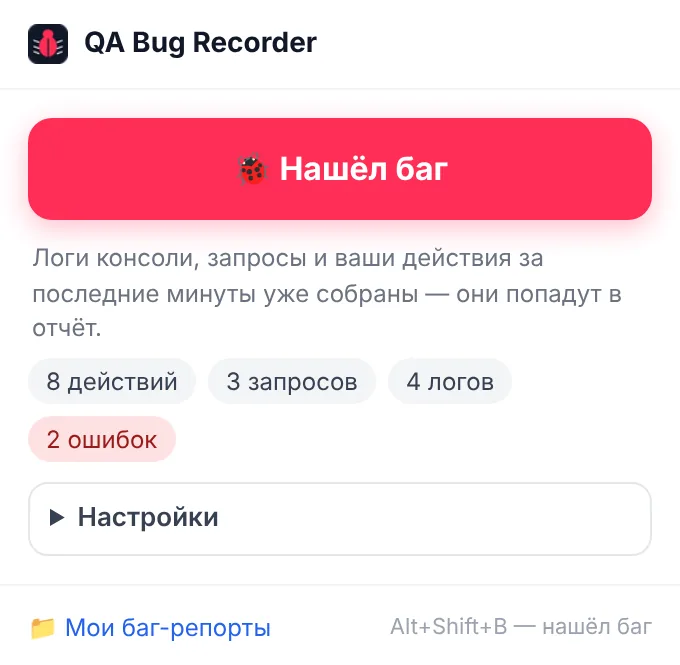 QA Bug Recorder
🐞 Нашёл баг
Логи консоли, запросы и ваши действия за
последние минуты уже собраны — они попадут в
отчёт.
8 действий 3 запросов 4 логов
2 ошибок
▶ Настройки
📁 Мои баг-репорты Alt+Shift+B — нашёл баг